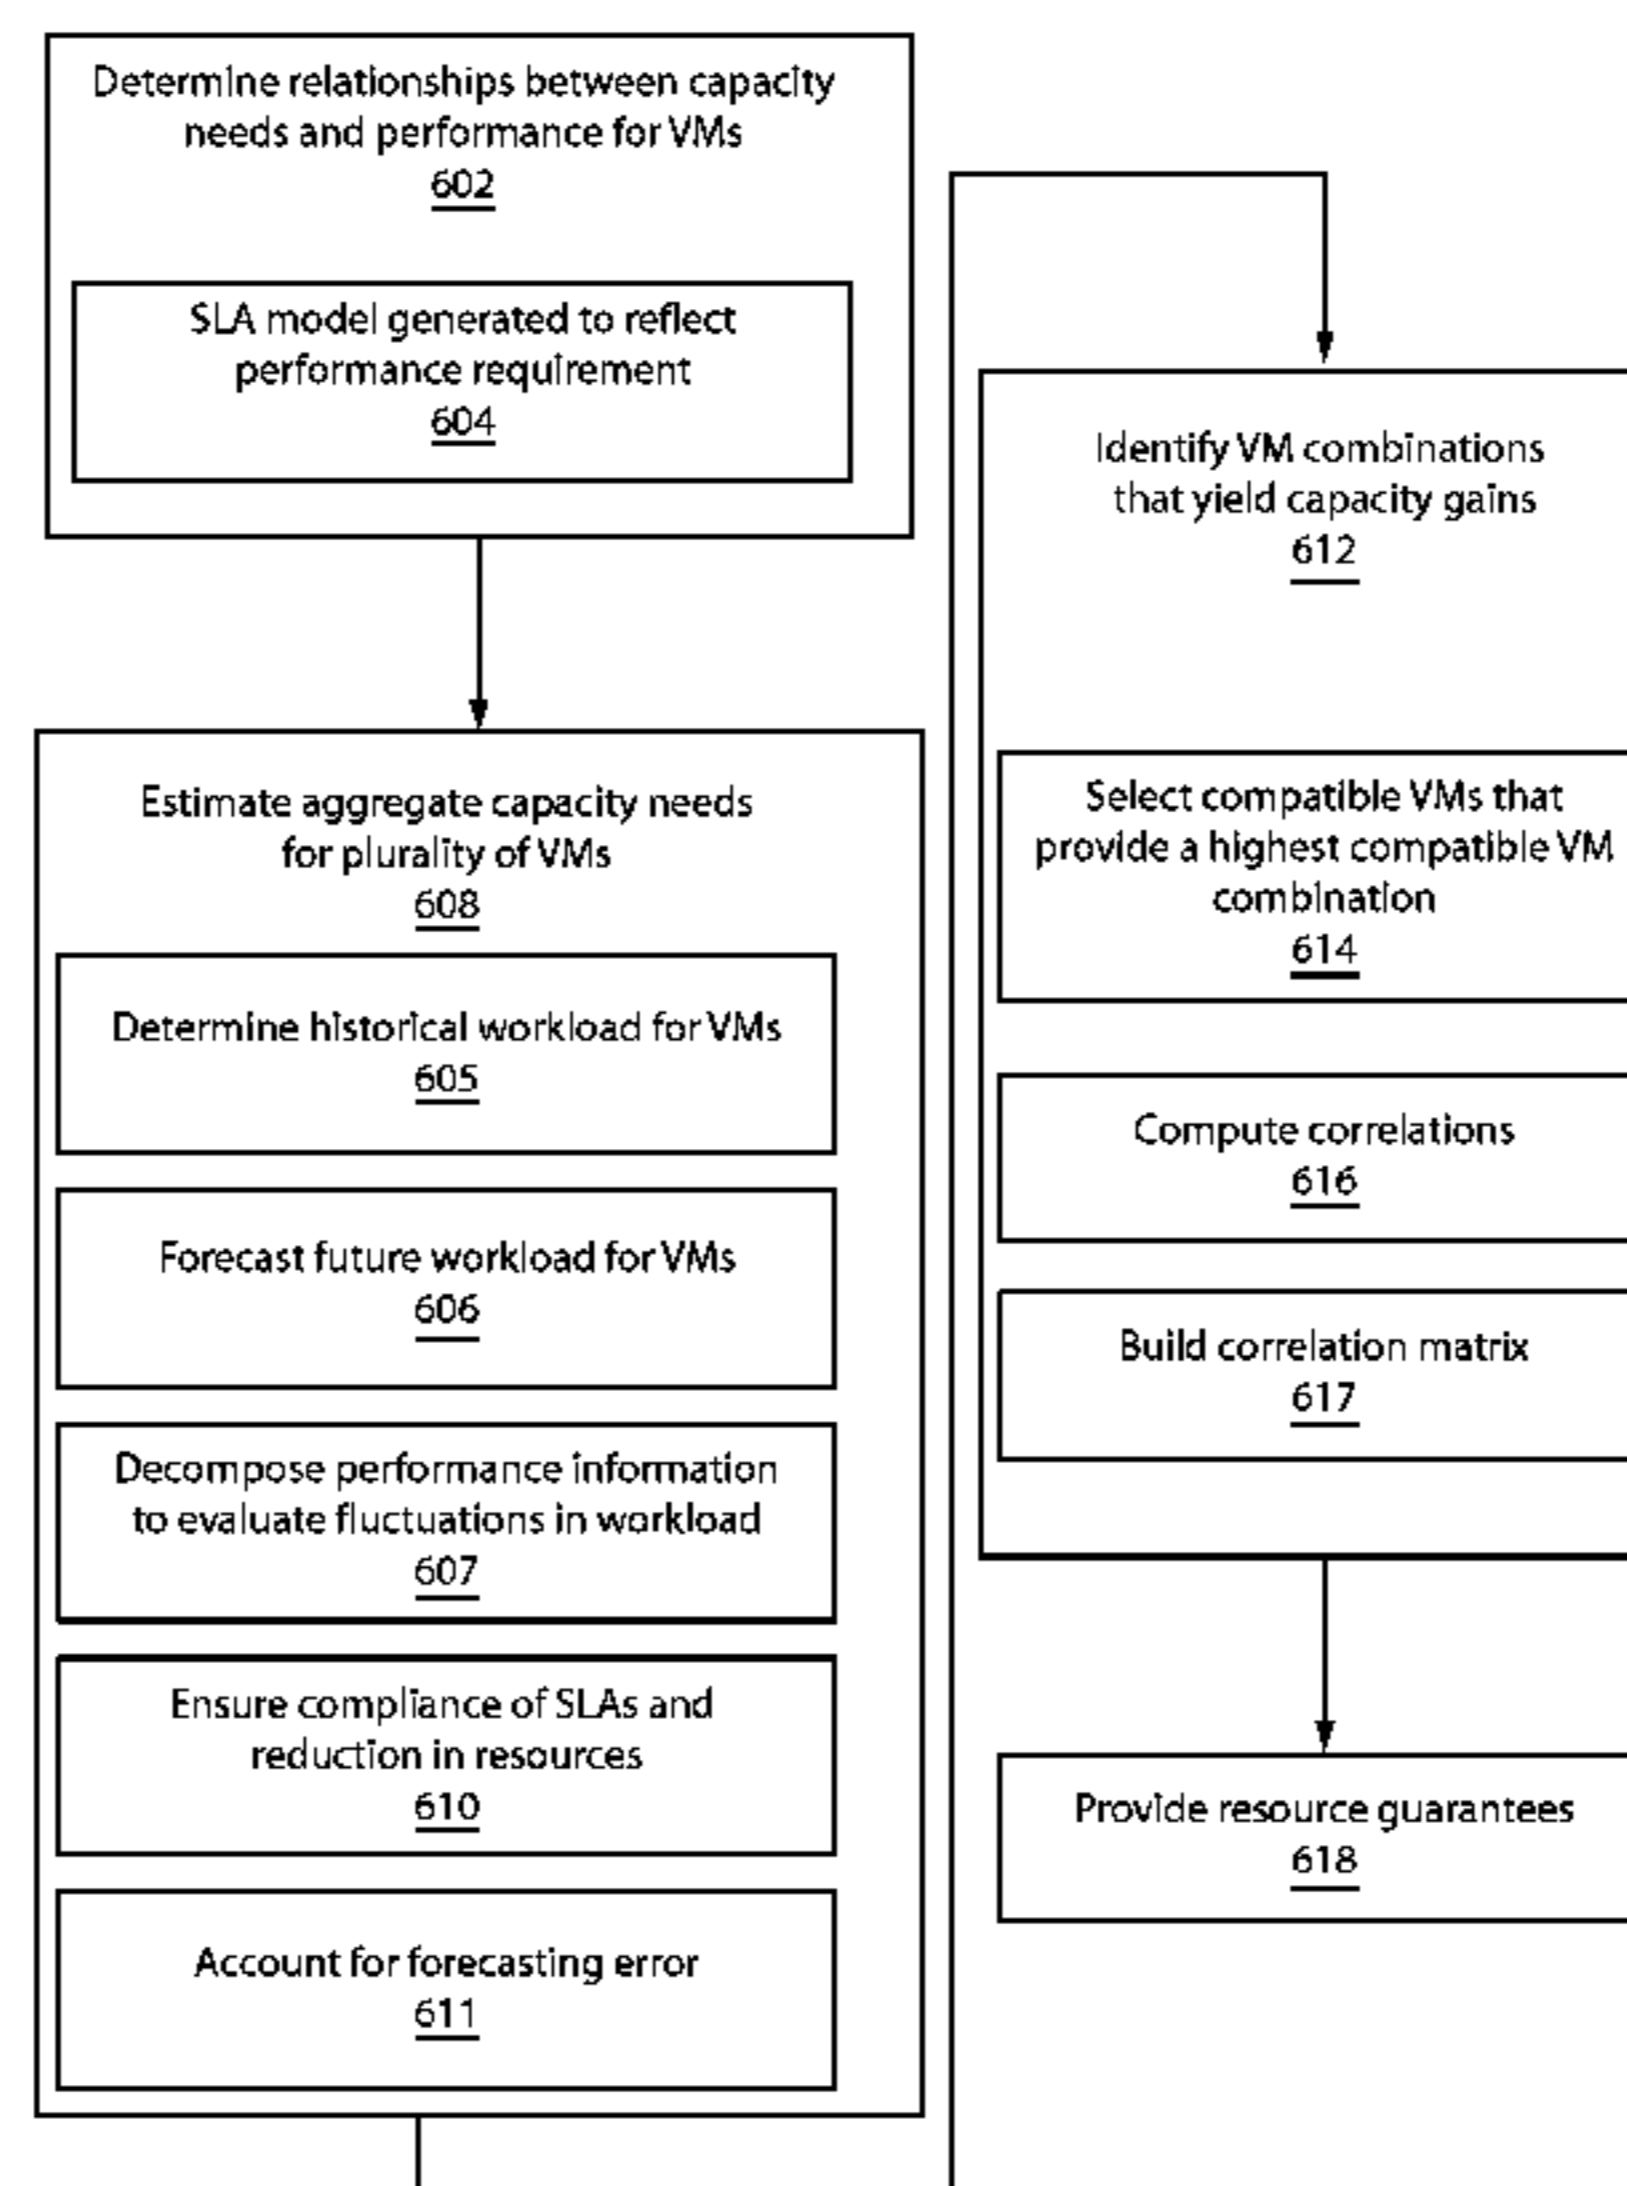 Determine relationships between capacity
needs and performance for VMs
602
SLA model generated to reflect
performance requirement
604
Estimate aggregate capacity needs
for plurality of VMs
608
Determine historical workload for VMs
605
Forecast future workload for VMs
606
Decompose performance information
to evaluate fluctuations in workload
607
Ensure compliance of SLAs and
reduction in resources
610
Account for forecasting error
611
Identify VM combinations
that yield capacity gains
612
Select compatible VMs that
provide a highest compatible VM
combination
614
Compute correlations
616
Build correlation matrix
617
Provide resource guarantees
618